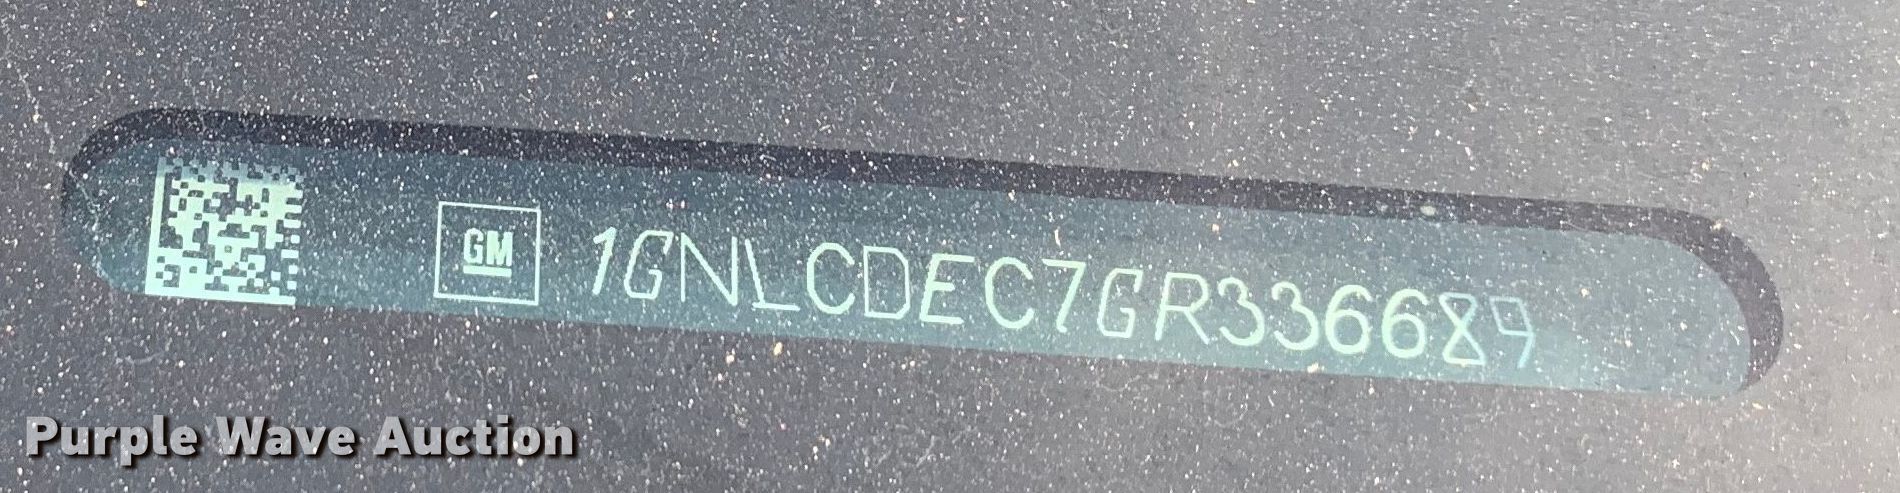 GM 1GNLCDEC7GR336689
Purple Wave Auction